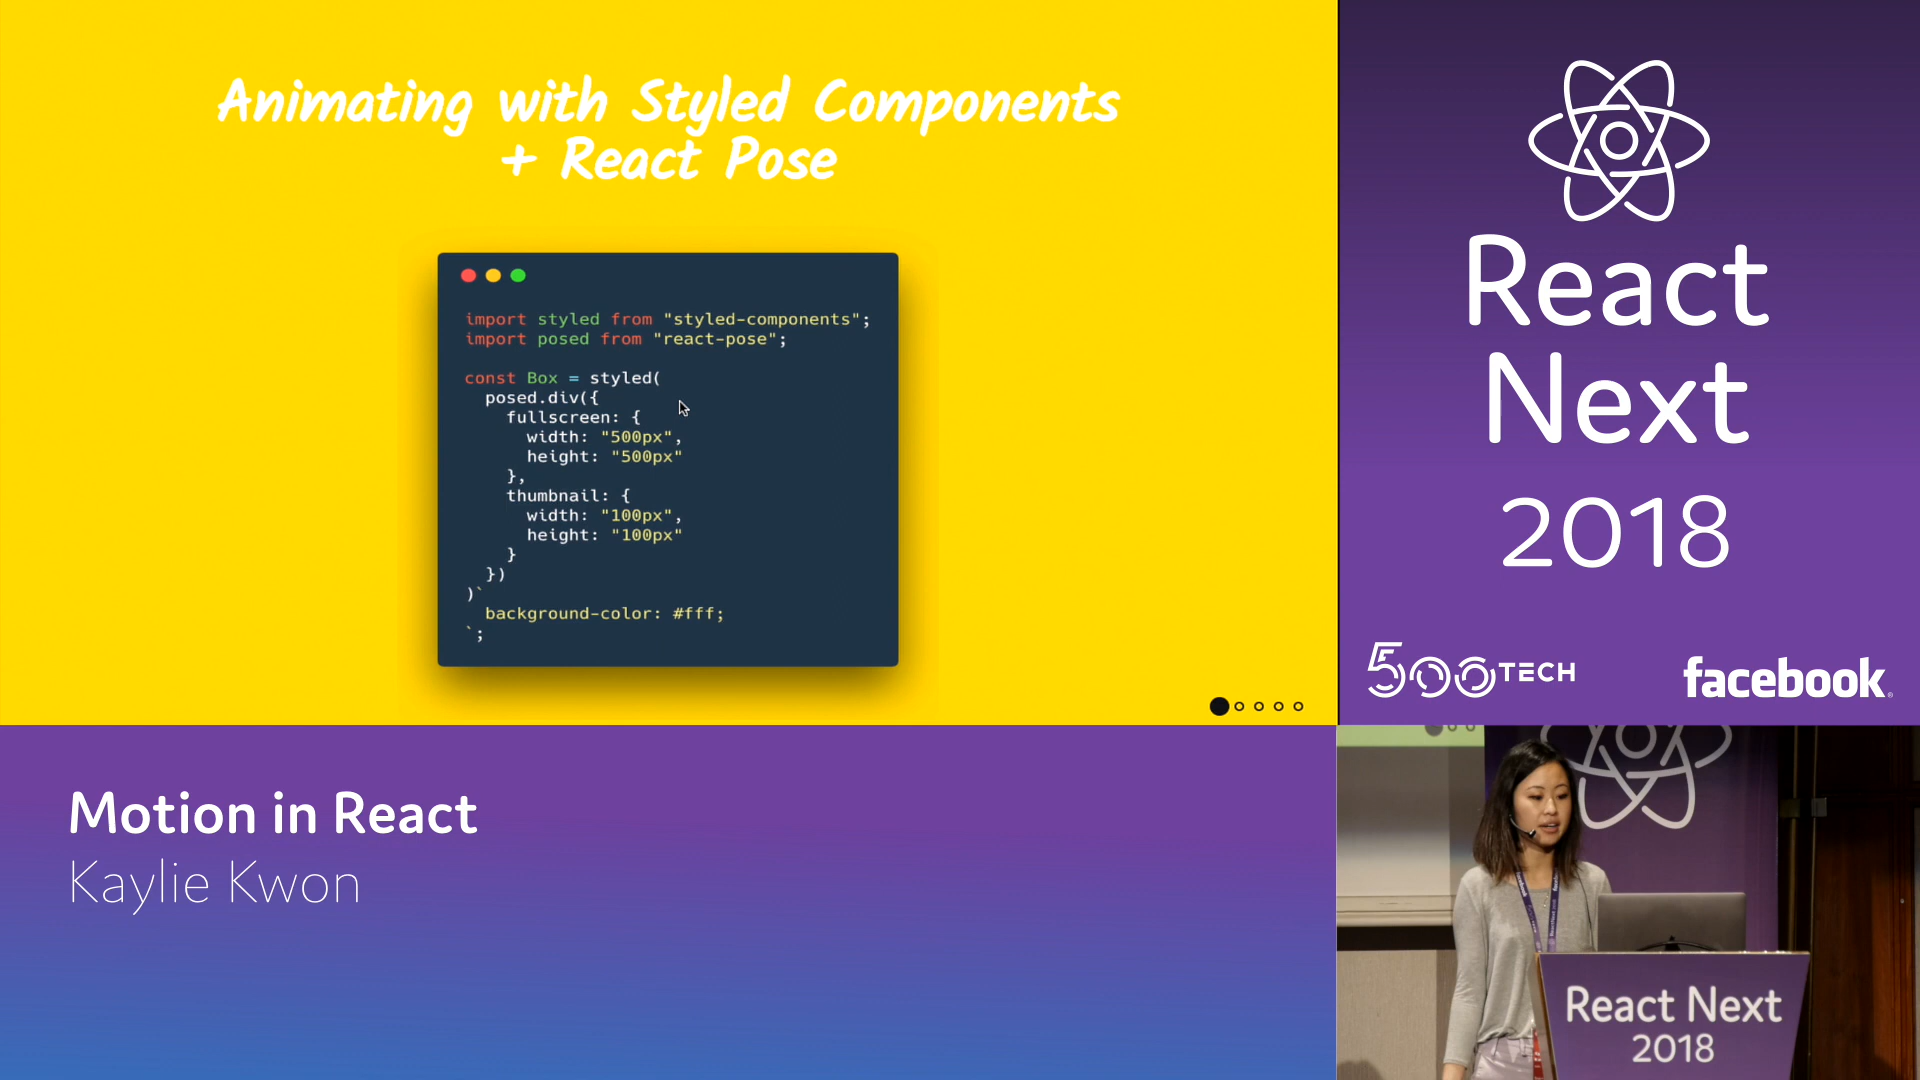 Animating with Styled Components
+ React Pose
import styled from "styled-components";
import posed from "react-pose";
const Box = styled(
posed.div({
fullscreen: {
width: "500px",
height: "500px"
},
thumbnail: {
width: "100px",
height: "100px"
}
})
)`
background-color: #fff;
`;
React
Next
2018
500TECH
facebook
Motion in React
Kaylie Kwon
React Next
2018